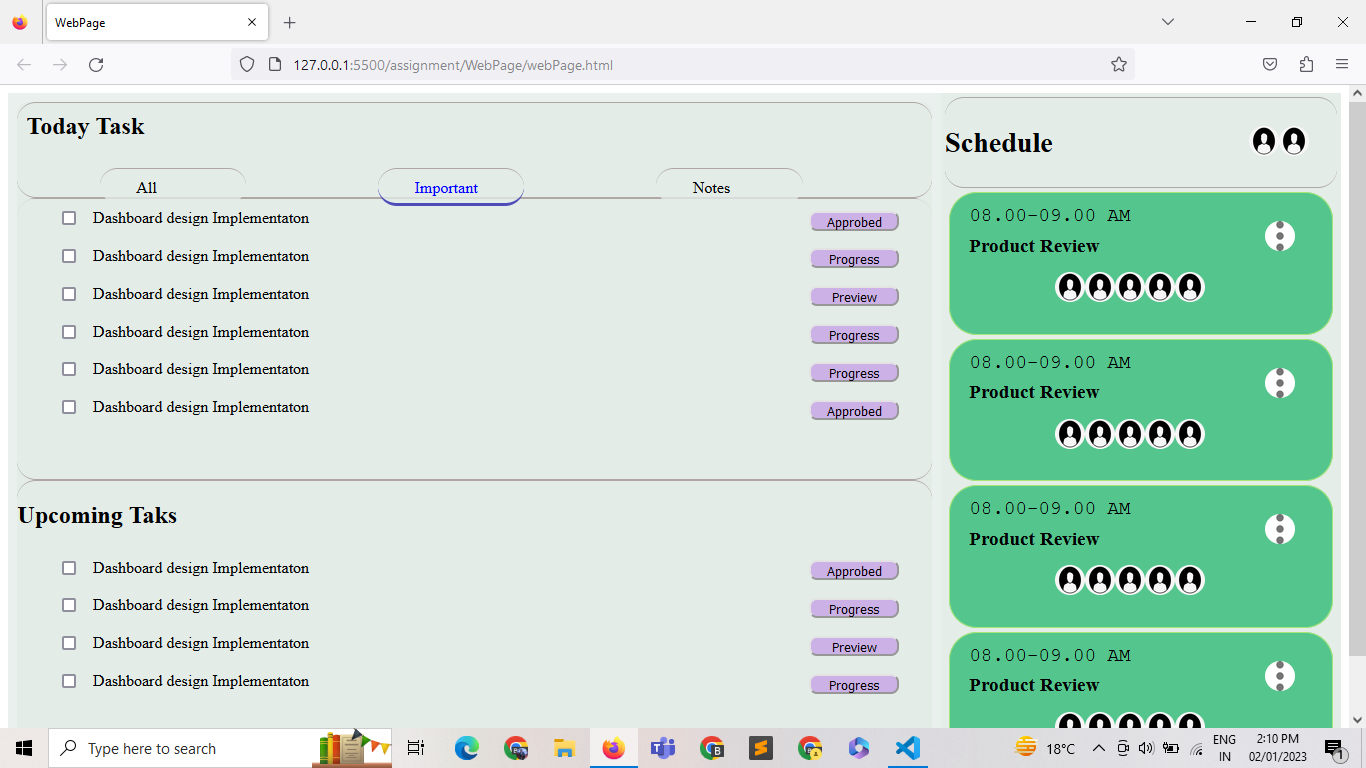 WebPage
127.0.0.1:5500/assignment/WebPage/webPage.html
Today Task
All
Important
Notes
Dashboard design Implementaton
Approbed
Dashboard design Implementaton
Progress
Dashboard design Implementaton
Preview
Dashboard design Implementaton
Progress
Dashboard design Implementaton
Progress
Dashboard design Implementaton
Approbed
Upcoming Taks
Dashboard design Implementaton
Approbed
Dashboard design Implementaton
Progress
Dashboard design Implementaton
Preview
Dashboard design Implementaton
Progress
Schedule
08.00-09.00 AM
Product Review
08.00-09.00 AM
Product Review
08.00-09.00 AM
Product Review
08.00-09.00 AM
Product Review
Type here to search
18°C
ENG
IN
2:10 PM
02/01/2023
1